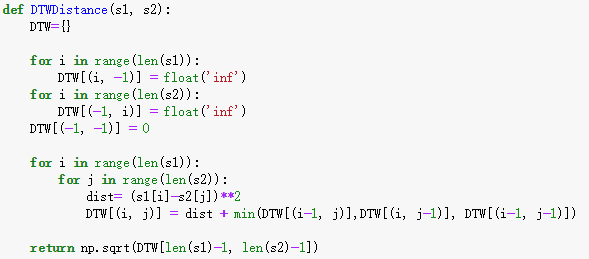 def DTWDistance(s1, s2):
    DTW={}

    for i in range(len(s1)):
        DTW[(i, -1)] = float('inf')
    for i in range(len(s2)):
        DTW[(-1, i)] = float('inf')
    DTW[(-1, -1)] = 0

    for i in range(len(s1)):
        for j in range(len(s2)):
            dist= (s1[i]-s2[j])**2
            DTW[(i, j)] = dist + min(DTW[(i-1, j)],DTW[(i, j-1)], DTW[(i-1, j-1)])

    return np.sqrt(DTW[len(s1)-1, len(s2)-1])